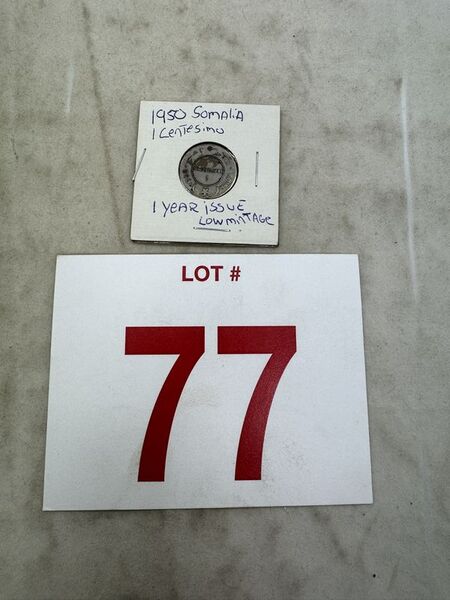 1950 SomaliA
1 CenTesimo
1 YEAR iSSUE
LOW minTAGE
LOT #
77